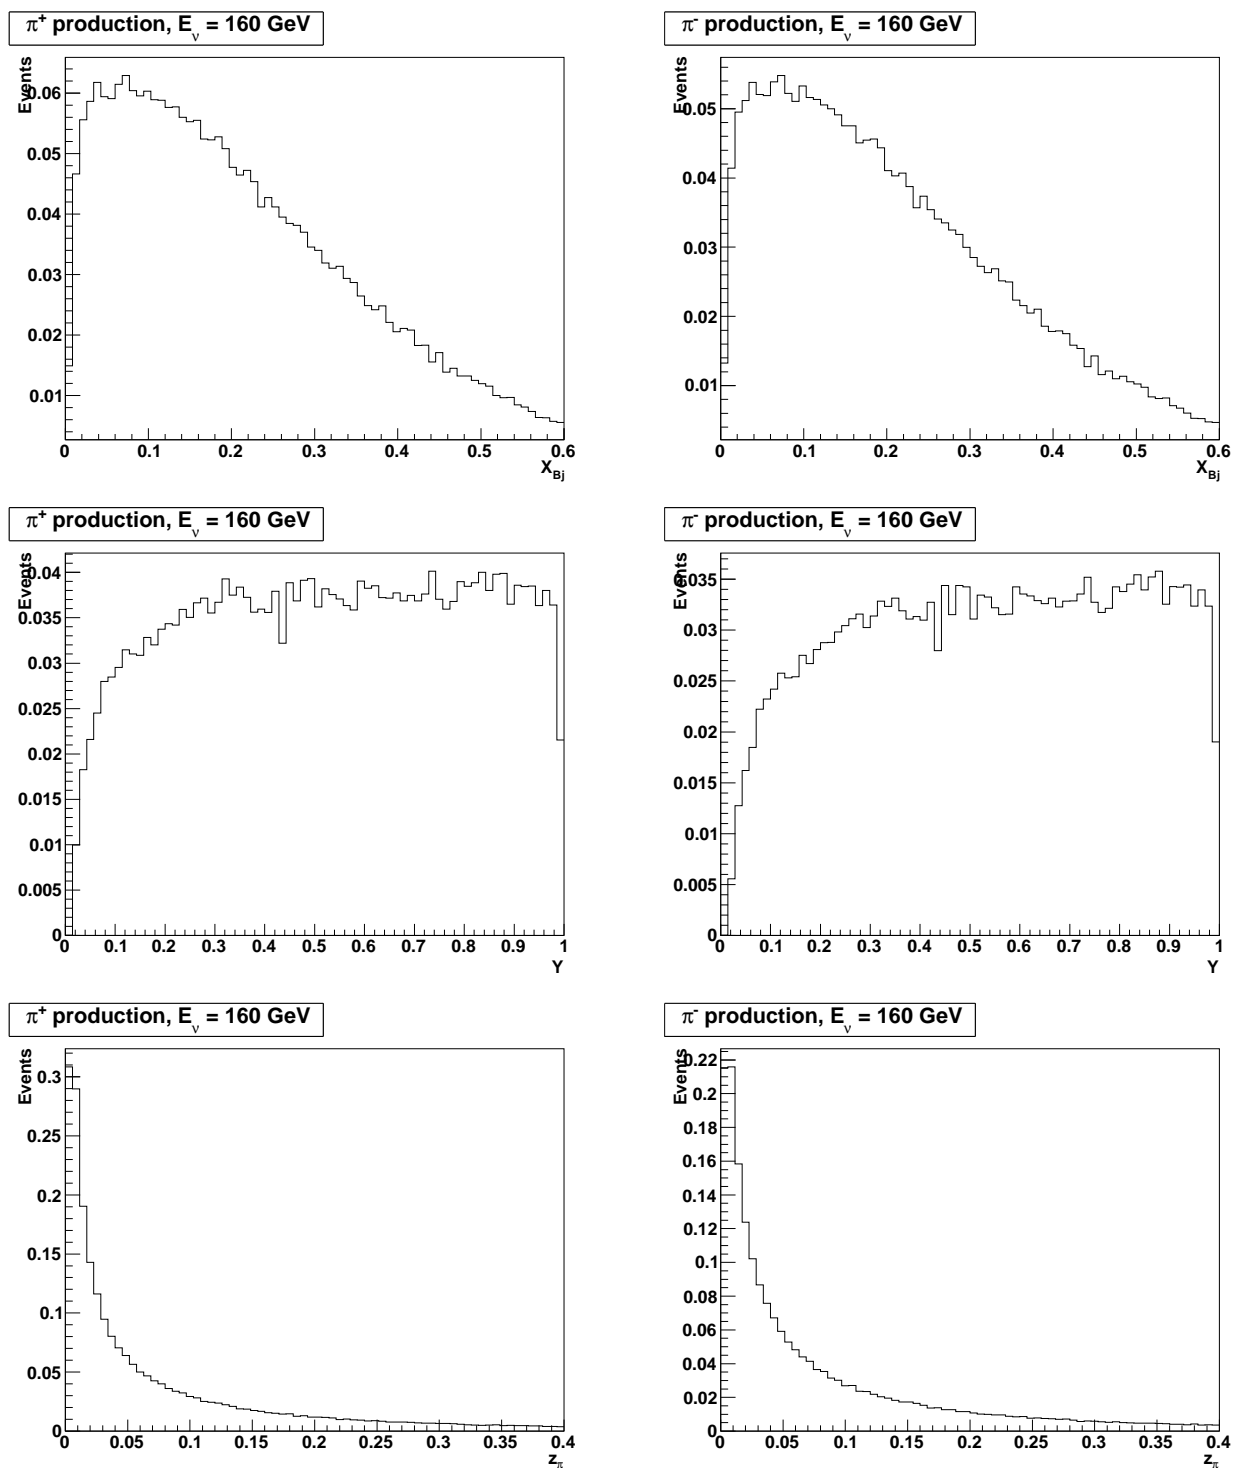 π⁺ production, E_ν = 160 GeV
Events
0.06
0.05
0.04
0.03
0.02
0.01
0 0.1 0.2 0.3 0.4 0.5 0.6
X_Bj
π⁻ production, E_ν = 160 GeV
Events
0.05
0.04
0.03
0.02
0.01
0 0.1 0.2 0.3 0.4 0.5 0.6
X_Bj
π⁺ production, E_ν = 160 GeV
Events
0.04
0.035
0.03
0.025
0.02
0.015
0.01
0.005
0
0 0.1 0.2 0.3 0.4 0.5 0.6 0.7 0.8 0.9 1
Y
π⁻ production, E_ν = 160 GeV
Events
0.035
0.03
0.025
0.02
0.015
0.01
0.005
0
0 0.1 0.2 0.3 0.4 0.5 0.6 0.7 0.8 0.9 1
Y
π⁺ production, E_ν = 160 GeV
Events
0.3
0.25
0.2
0.15
0.1
0.05
0
0 0.05 0.1 0.15 0.2 0.25 0.3 0.35 0.4
z_π
π⁻ production, E_ν = 160 GeV
Events
0.22
0.2
0.18
0.16
0.14
0.12
0.1
0.08
0.06
0.04
0.02
0
0 0.05 0.1 0.15 0.2 0.25 0.3 0.35 0.4
z_π